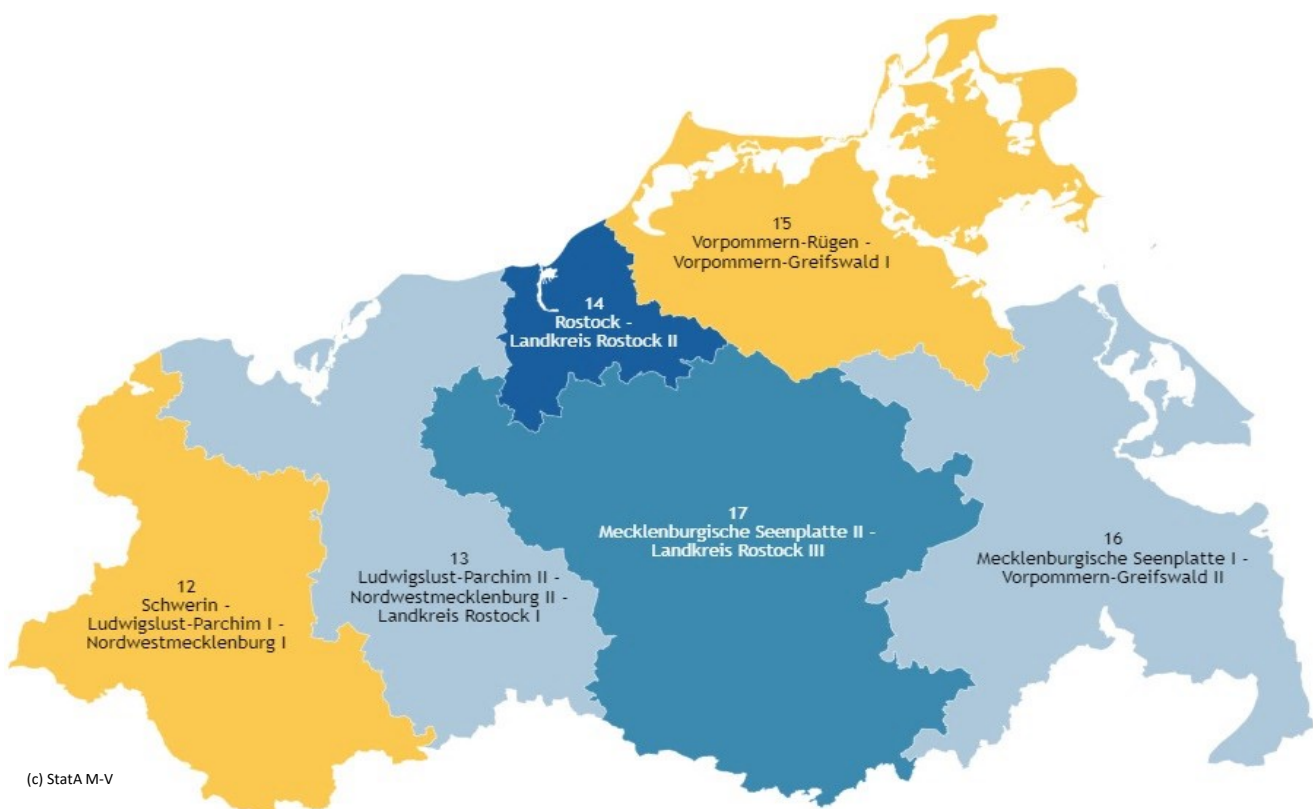 15
Vorpommern-Rügen -
Vorpommern-Greifswald I
14
Rostock -
Landkreis Rostock II
17
Mecklenburgische Seenplatte II -
Landkreis Rostock III
16
Mecklenburgische Seenplatte I -
Vorpommern-Greifswald II
13
Ludwigslust-Parchim II -
Nordwestmecklenburg II -
Landkreis Rostock I
12
Schwerin -
Ludwigslust-Parchim I -
Nordwestmecklenburg I
(c) StatA M-V